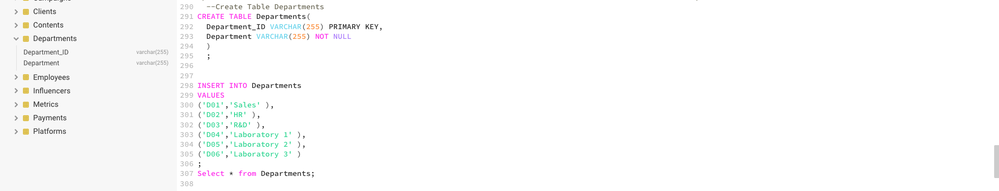 Campaigns
Clients
Contents
Departments
Department_ID varchar(255)
Department varchar(255)
Employees
Influencers
Metrics
Payments
Platforms
290 --Create Table Departments
291 CREATE TABLE Departments(
292 Department_ID VARCHAR(255) PRIMARY KEY,
293 Department VARCHAR(255) NOT NULL
294 )
295 ;
296
297
298 INSERT INTO Departments
299 VALUES
300 ('D01','Sales' ),
301 ('D02','HR' ),
302 ('D03','R&D' ),
303 ('D04','Laboratory 1' ),
304 ('D05','Laboratory 2' ),
305 ('D06','Laboratory 3' )
306 ;
307 Select * from Departments;
308